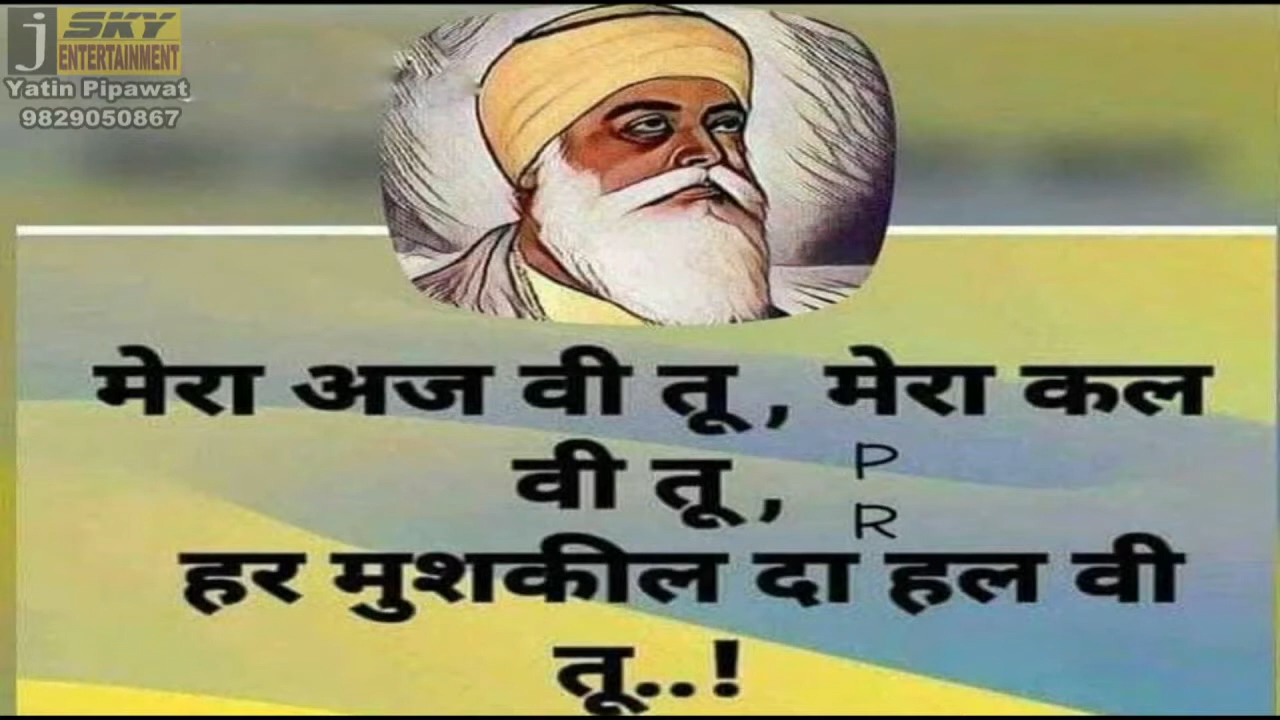 j SKY
ENTERTAINMENT
Yatin Pipawat
9829050867
मेरा अज वी तू , मेरा कल
वी तू ,
P
R
हर मुशकील दा हल वी
तू..!